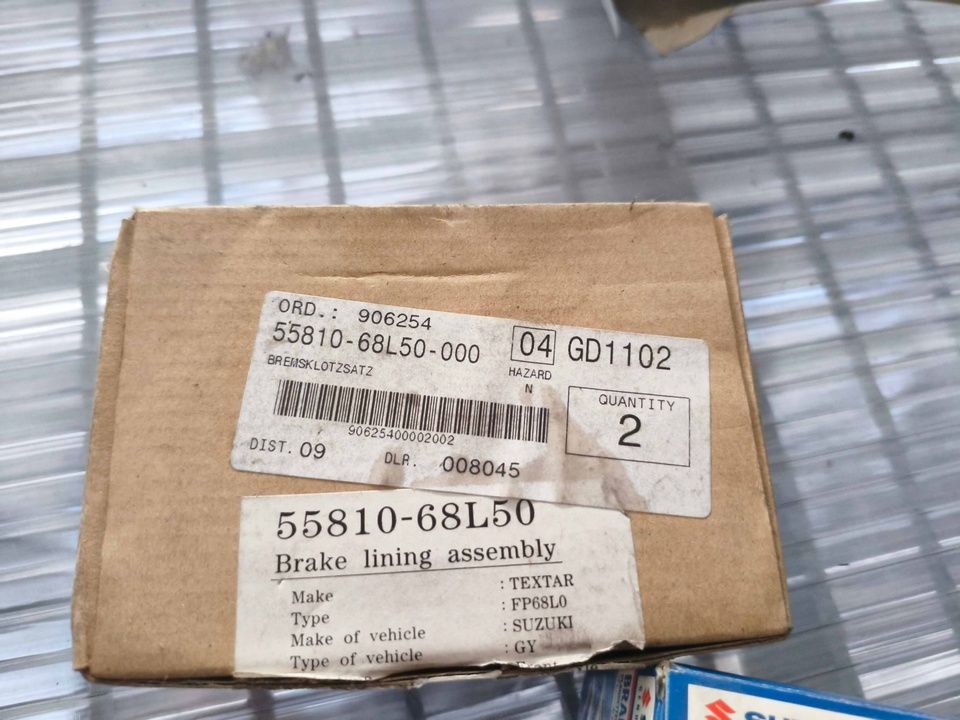 ORD.: 906254
55810-68L50-000
04 GD1102
BREMSKLOTZSATZ
HAZARD
N
QUANTITY
2
90625400002002
DIST. 09 DLR. 008045
55810-68L50
Brake lining assembly
Make : TEXTAR
Type : FP68L0
Make of vehicle : SUZUKI
Type of vehicle : GY